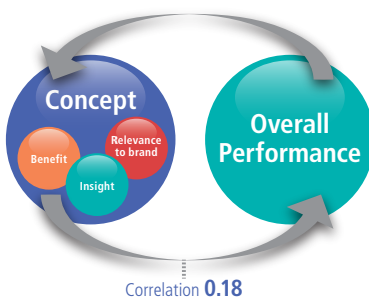 Concept
Benefit
Relevance
to brand
Insight
Overall
Performance
Correlation 0.18